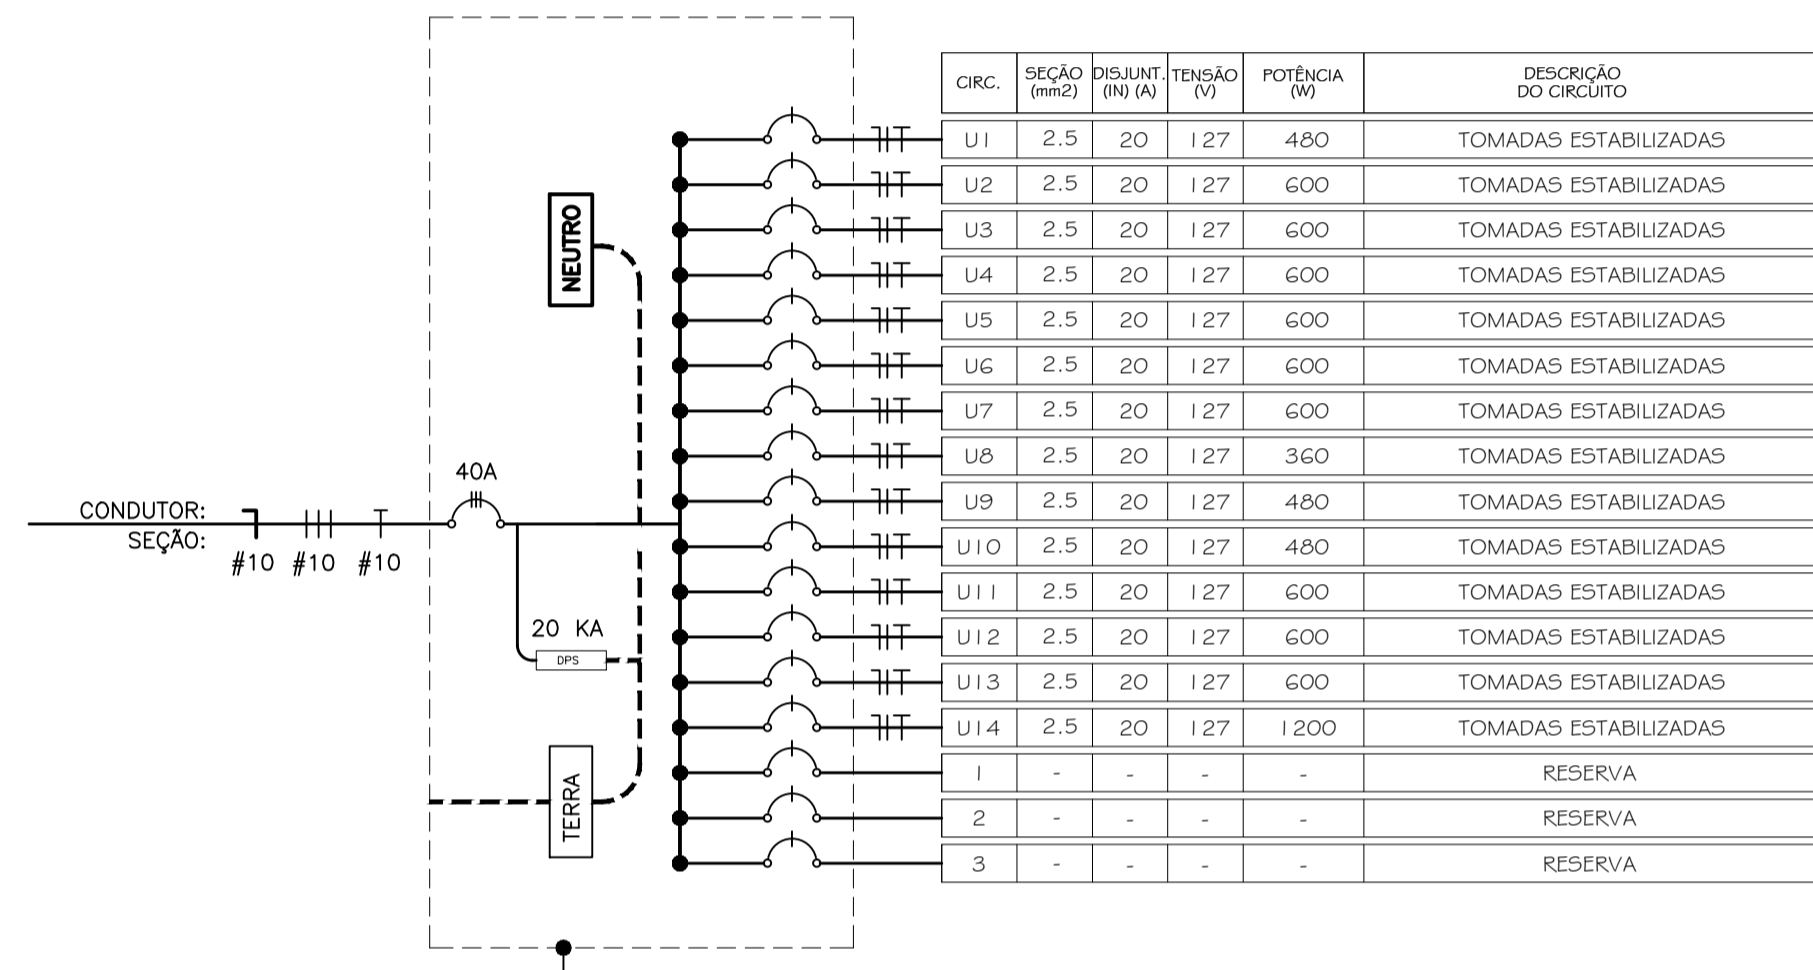 CIRC. SEÇÃO (mm2) DISJUNT. (IN) (A) TENSÃO (V) POTÊNCIA (W) DESCRIÇÃO DO CIRCUITO
U1 2.5 20 127 480 TOMADAS ESTABILIZADAS
U2 2.5 20 127 600 TOMADAS ESTABILIZADAS
U3 2.5 20 127 600 TOMADAS ESTABILIZADAS
U4 2.5 20 127 600 TOMADAS ESTABILIZADAS
U5 2.5 20 127 600 TOMADAS ESTABILIZADAS
U6 2.5 20 127 600 TOMADAS ESTABILIZADAS
U7 2.5 20 127 600 TOMADAS ESTABILIZADAS
U8 2.5 20 127 360 TOMADAS ESTABILIZADAS
U9 2.5 20 127 480 TOMADAS ESTABILIZADAS
U10 2.5 20 127 480 TOMADAS ESTABILIZADAS
U11 2.5 20 127 600 TOMADAS ESTABILIZADAS
U12 2.5 20 127 600 TOMADAS ESTABILIZADAS
U13 2.5 20 127 600 TOMADAS ESTABILIZADAS
U14 2.5 20 127 1200 TOMADAS ESTABILIZADAS
1 - - - - RESERVA
2 - - - - RESERVA
3 - - - - RESERVA
NEUTRO
40A
CONDUTOR:
SEÇÃO:
#10 #10 #10
20 KA
DPS
TERRA